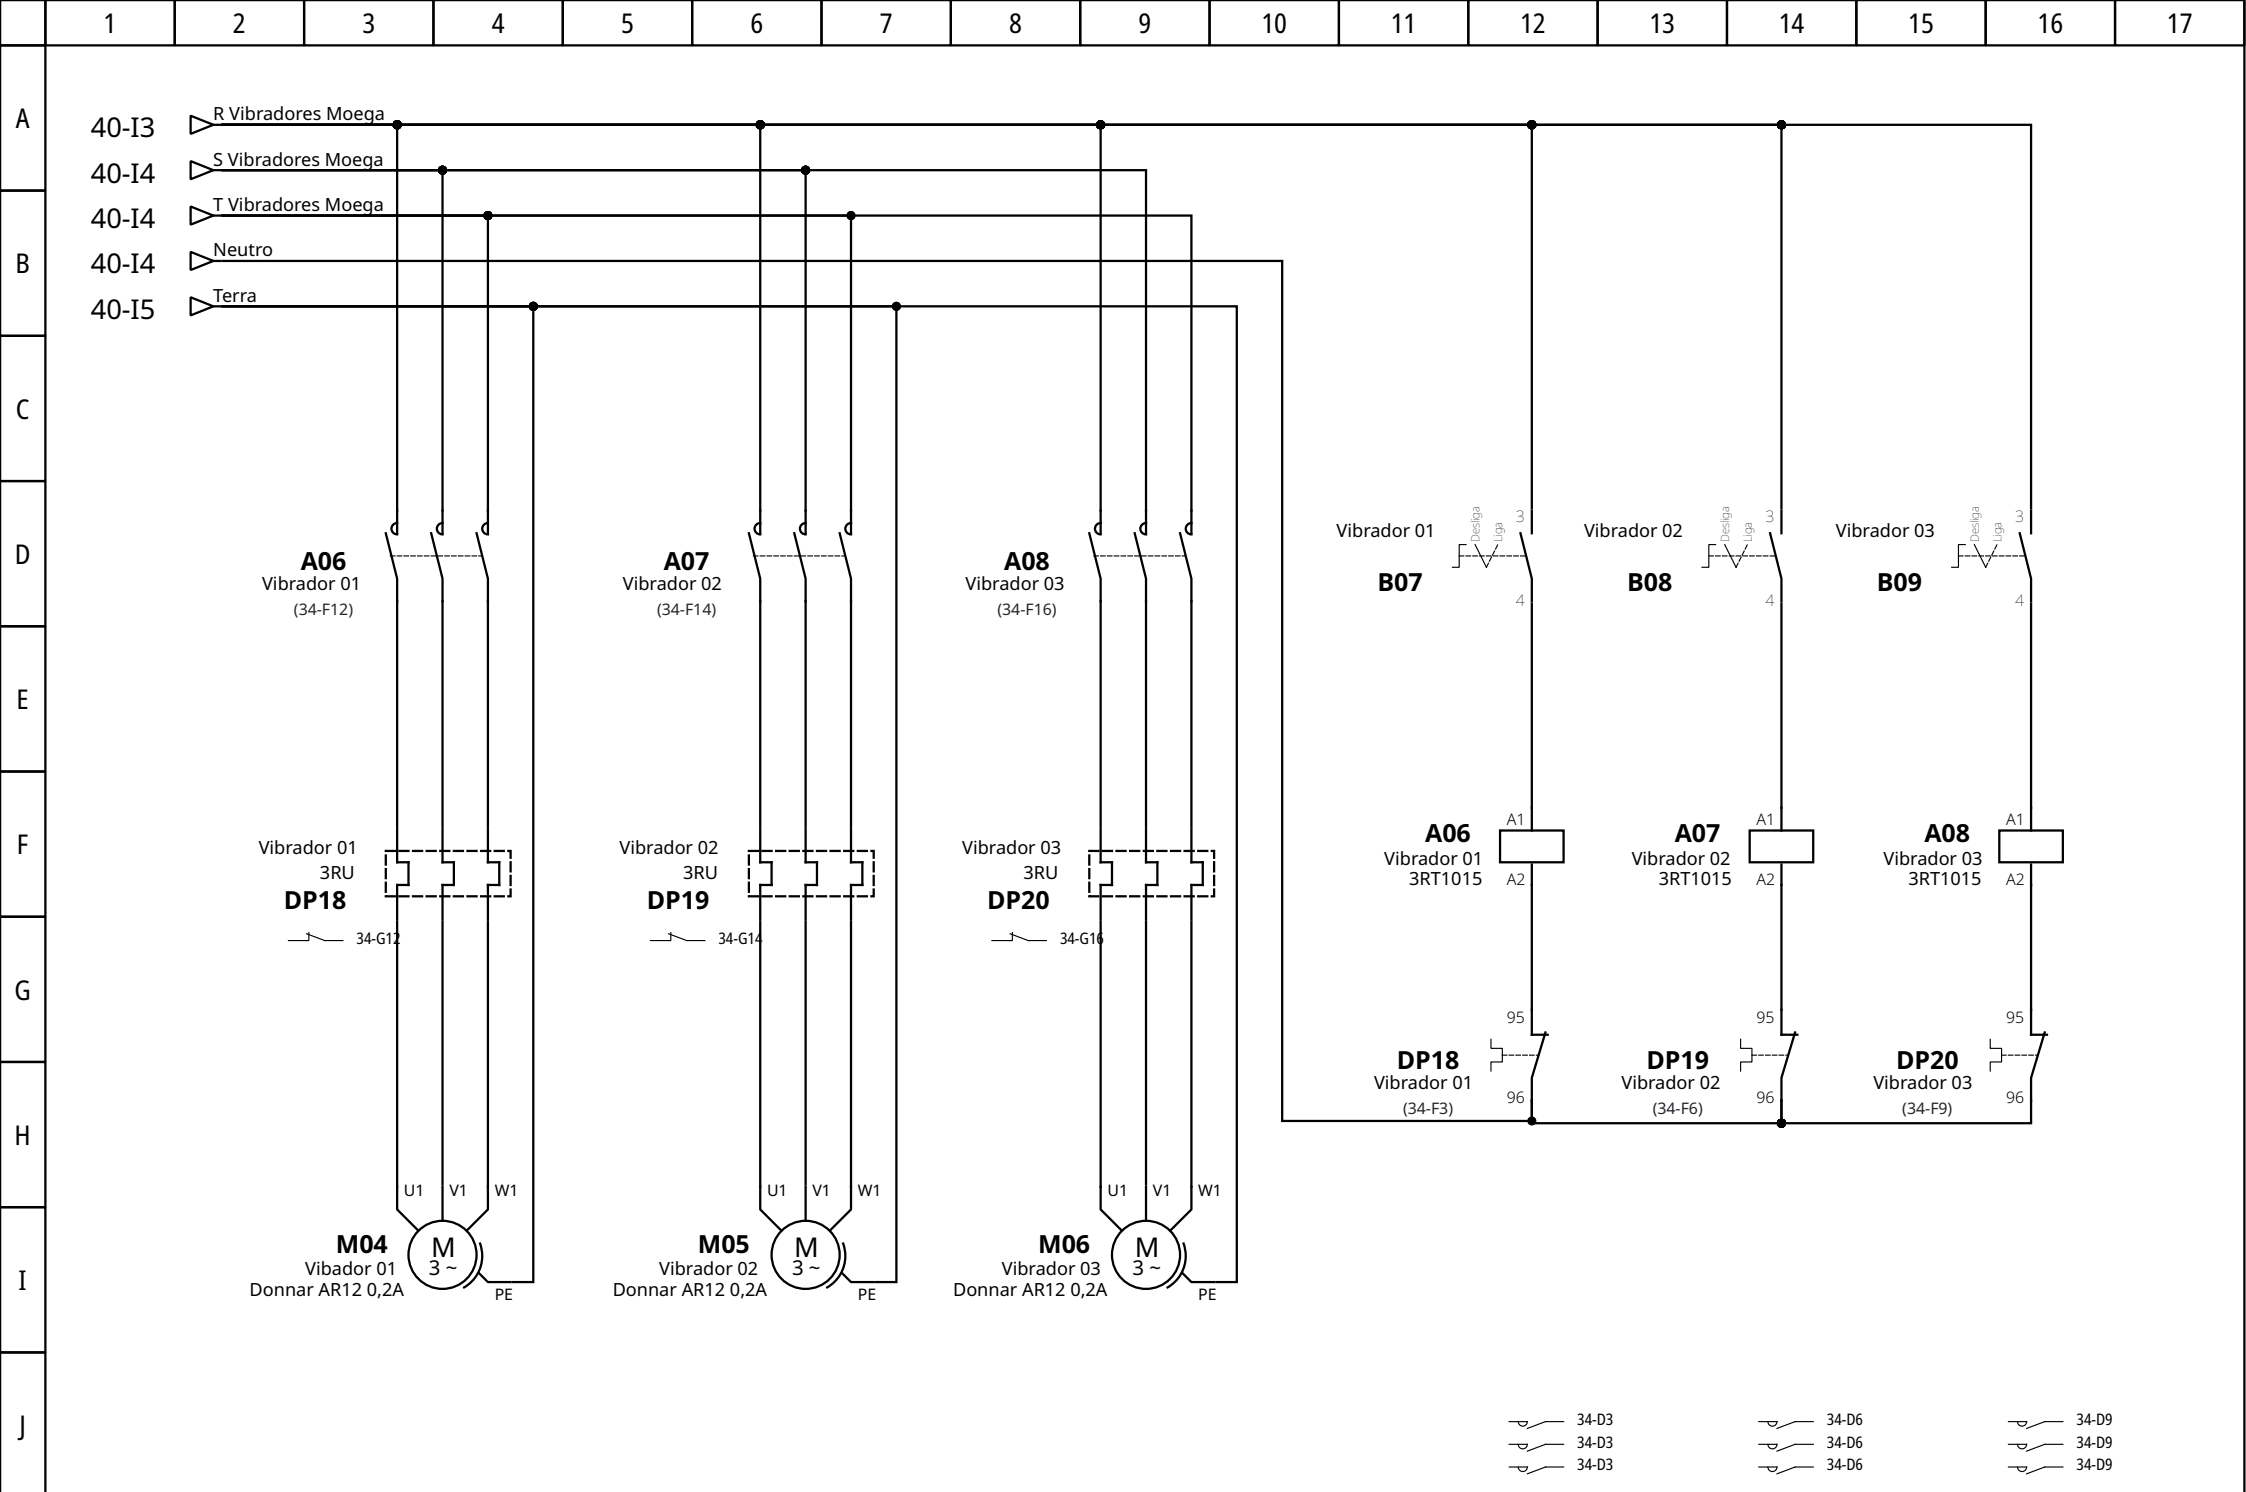 1 2 3 4 5 6 7 8 9 10 11 12 13 14 15 16 17
A
40-I3 R Vibradores Moega
40-I4 S Vibradores Moega
40-I4 T Vibradores Moega
B
40-I4 Neutro
40-I5 Terra
C
D
A06
Vibrador 01
(34-F12)
A07
Vibrador 02
(34-F14)
A08
Vibrador 03
(34-F16)
Vibrador 01 Desliga Liga 3
B07
4
Vibrador 02 Desliga Liga 3
B08
4
Vibrador 03 Desliga Liga 3
B09
4
E
F
Vibrador 01
3RU
DP18
34-G12
Vibrador 02
3RU
DP19
34-G14
Vibrador 03
3RU
DP20
34-G16
A1
A06
Vibrador 01
3RT1015 A2
A1
A07
Vibrador 02
3RT1015 A2
A1
A08
Vibrador 03
3RT1015 A2
G
95
DP18
Vibrador 01
96
(34-F3)
95
DP19
Vibrador 02
96
(34-F6)
95
DP20
Vibrador 03
96
(34-F9)
H
U1 V1 W1
M04
M
3 ~
Vibador 01
Donnar AR12 0,2A
PE
U1 V1 W1
M05
M
3 ~
Vibrador 02
Donnar AR12 0,2A
PE
U1 V1 W1
M06
M
3 ~
Vibrador 03
Donnar AR12 0,2A
PE
I
J
34-D3 34-D6 34-D9
34-D3 34-D6 34-D9
34-D3 34-D6 34-D9